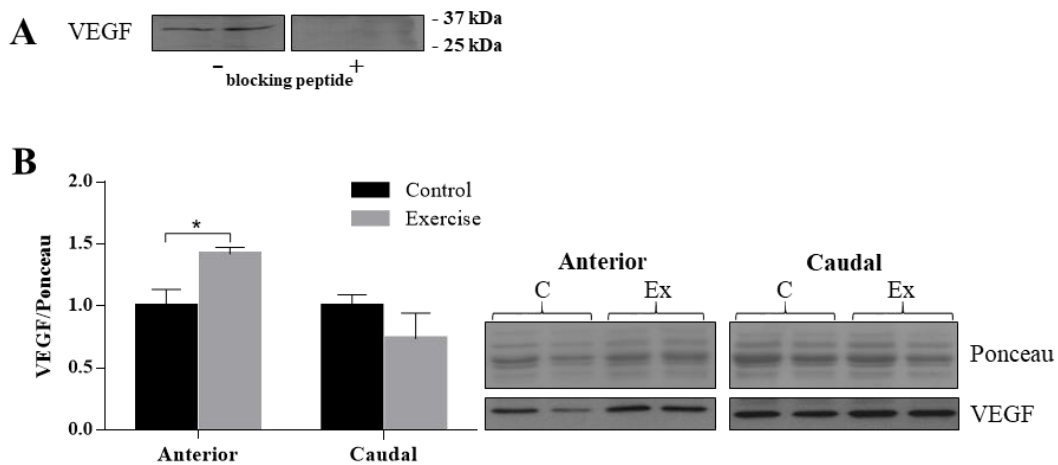 A
VEGF
- 37 kDa
- 25 kDa
− blocking peptide +
B
VEGF/Ponceau
2.0
1.5
1.0
0.5
0.0
*
Control
Exercise
Anterior
Caudal
Anterior
Caudal
C
Ex
C
Ex
Ponceau
VEGF